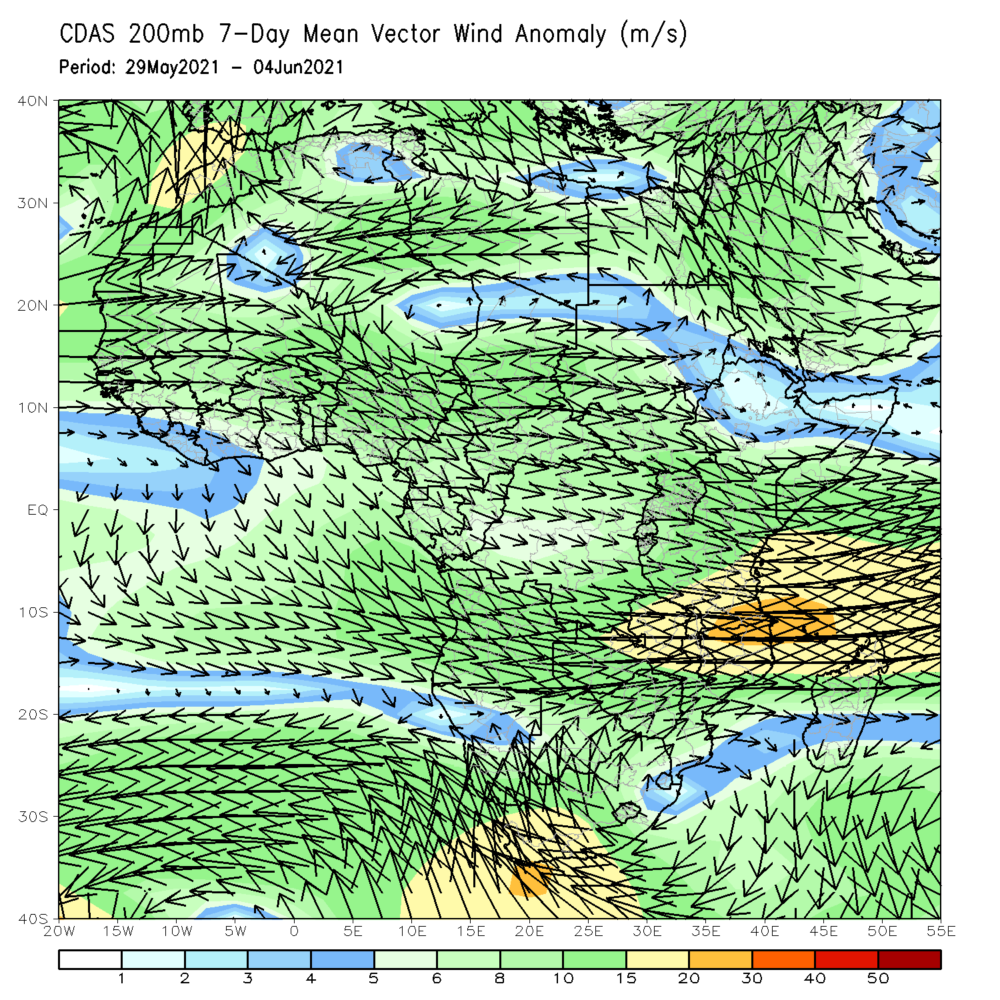 CDAS 200mb 7-Day Mean Vector Wind Anomaly (m/s)
Period: 29May2021 - 04Jun2021
40N
30N
20N
10N
EQ
10S
20S
30S
40S
20W 15W 10W 5W 0 5E 10E 15E 20E 25E 30E 35E 40E 45E 50E 55E
1 2 3 4 5 6 8 10 15 20 30 40 50